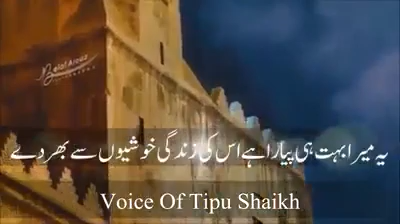 یہ میرا بہت ہی پیارا ہے اس کی زندگی خوشیوں سے بھر دے
Voice Of Tipu Shaikh